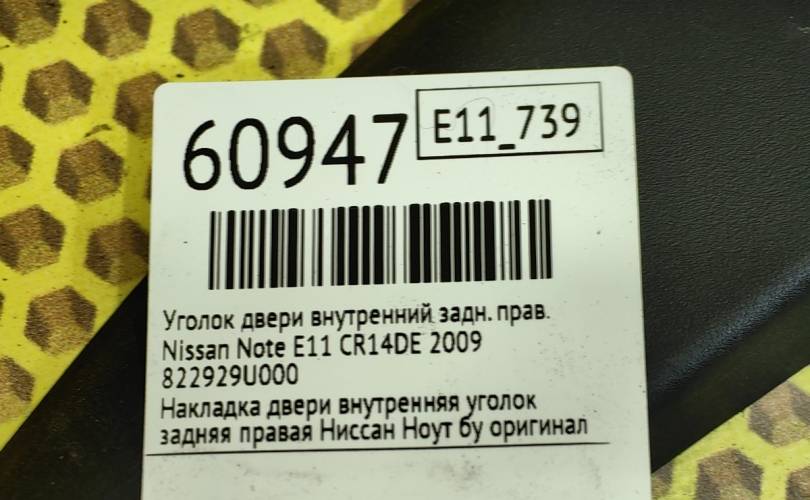 60947
E11_739
Уголок двери внутренний задн. прав.
Nissan Note E11 CR14DE 2009
822929U000
Накладка двери внутренняя уголок
задняя правая Ниссан Ноут бу оригинал